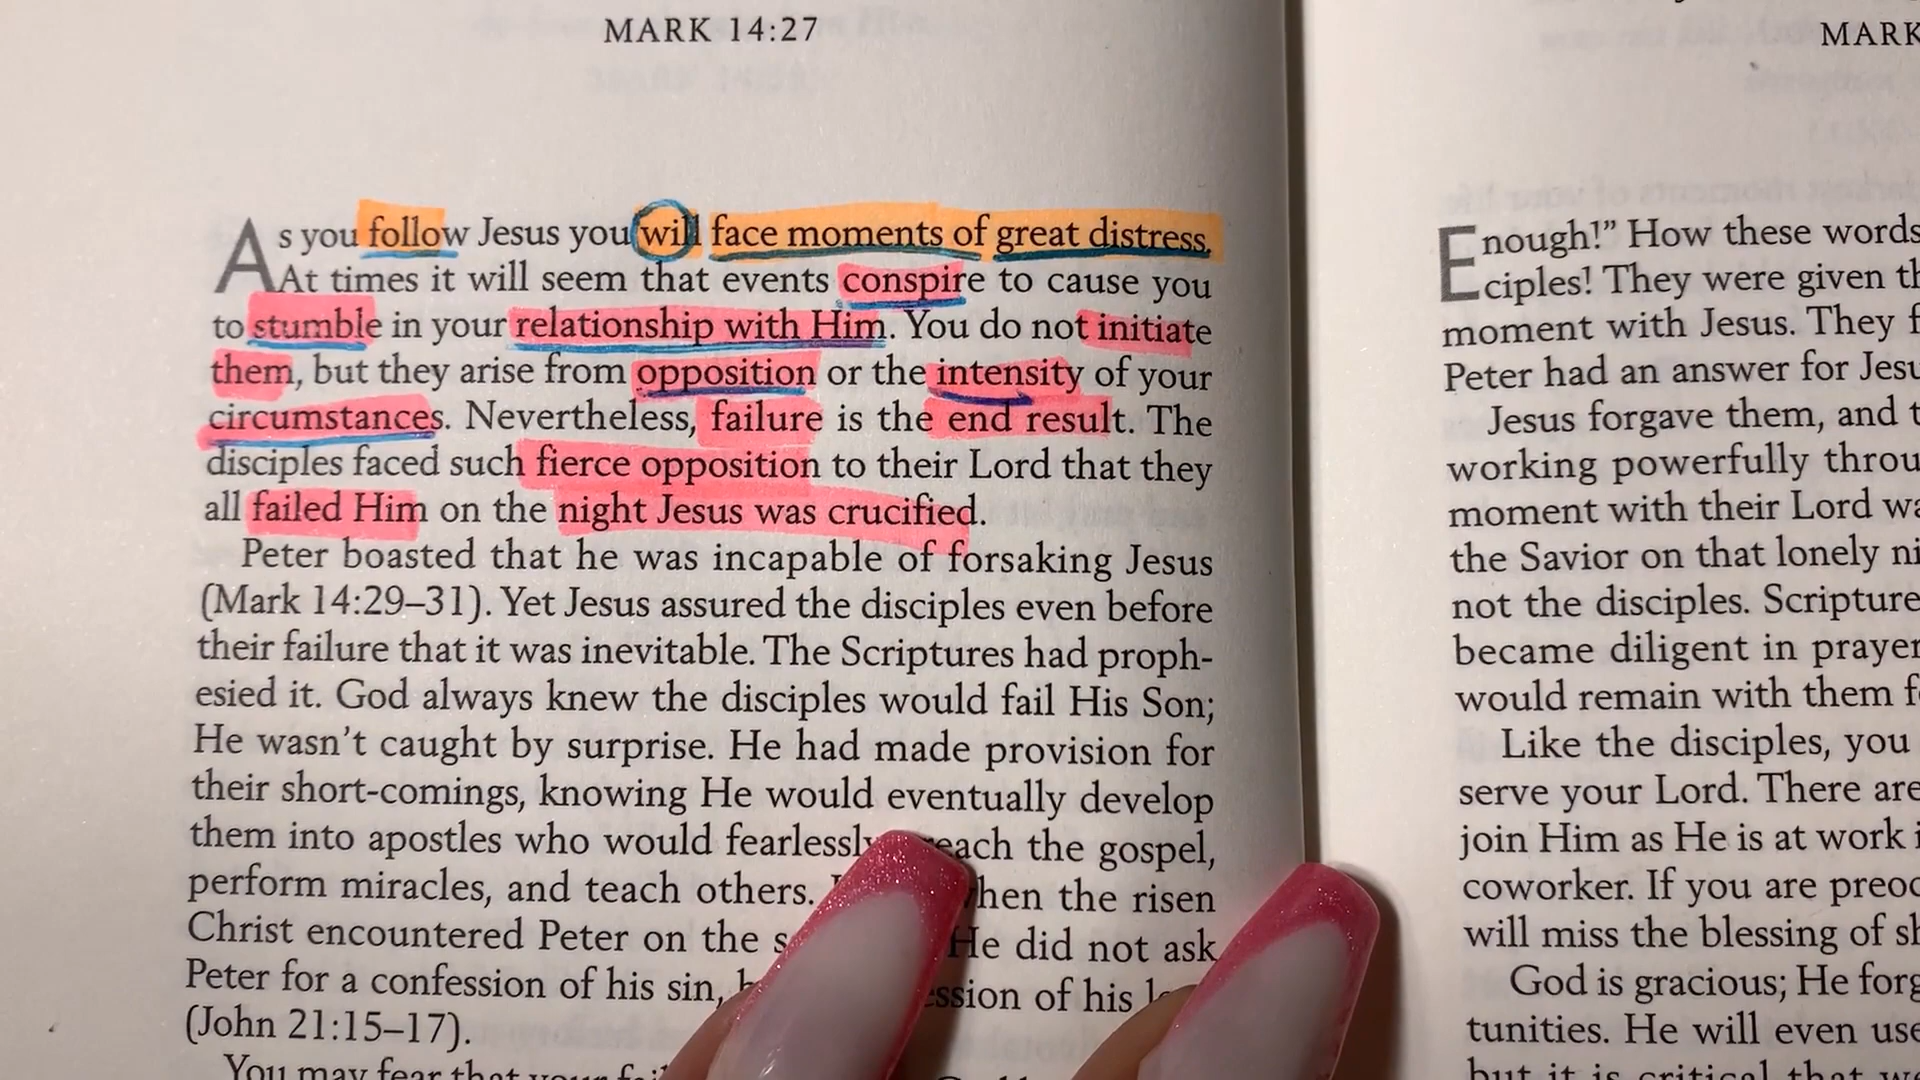 MARK 14:27
As you follow Jesus you will face moments of great distress.
At times it will seem that events conspire to cause you
to stumble in your relationship with Him. You do not initiate
them, but they arise from opposition or the intensity of your
circumstances. Nevertheless, failure is the end result. The
disciples faced such fierce opposition to their Lord that they
all failed Him on the night Jesus was crucified.
Peter boasted that he was incapable of forsaking Jesus
(Mark 14:29–31). Yet Jesus assured the disciples even before
their failure that it was inevitable. The Scriptures had proph-
esied it. God always knew the disciples would fail His Son;
He wasn't caught by surprise. He had made provision for
their short-comings, knowing He would eventually develop
them into apostles who would fearlessly the gospel,
perform miracles, and teach others. when the risen
Christ encountered Peter on the He did not ask
Peter for a confession of his sin, of his
(John 21:15–17).
You may fear that your
MARK
Enough!” How these words
ciples! They were given
moment with Jesus. They
Peter had an answer for
Jesus forgave them, and
working powerfully
moment with their Lord
the Savior on that lonely
not the disciples. Scripture
became diligent in prayer
would remain with them
Like the disciples, you
serve your Lord. There are
join Him as He is at work
coworker. If you are
will miss the blessing of
God is gracious; He
tunities. He will even
but it is critical that